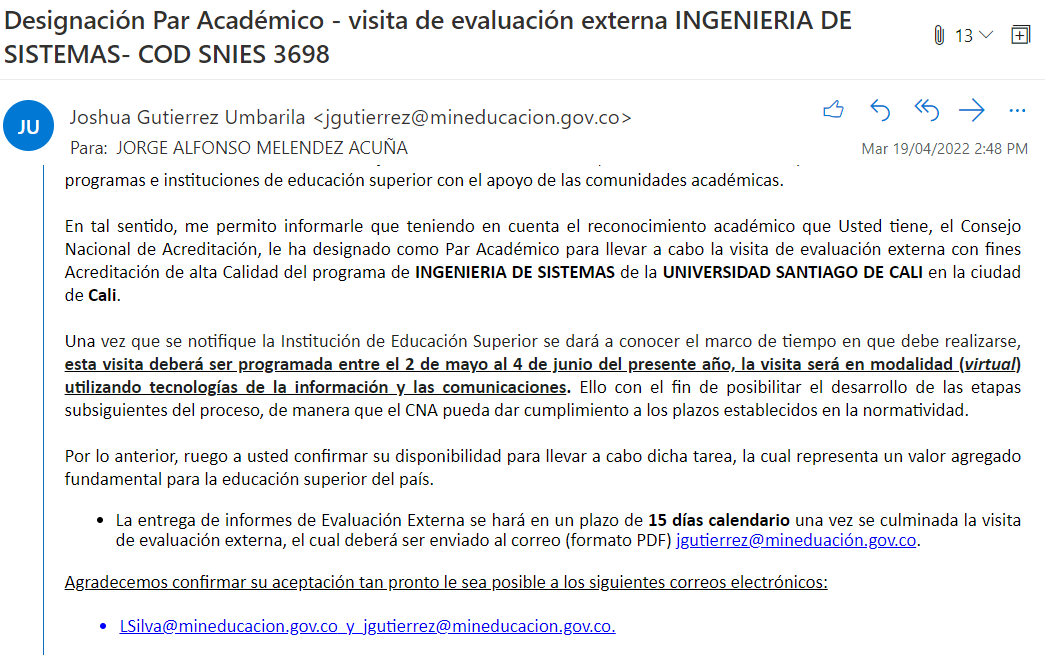 Designación Par Académico - visita de evaluación externa INGENIERIA DE
SISTEMAS- COD SNIES 3698
13
JU
Joshua Gutierrez Umbarila <jgutierrez@mineducacion.gov.co>
Para: JORGE ALFONSO MELENDEZ ACUÑA
Mar 19/04/2022 2:48 PM
programas e instituciones de educación superior con el apoyo de las comunidades académicas.
En tal sentido, me permito informarle que teniendo en cuenta el reconocimiento académico que Usted tiene, el Consejo
Nacional de Acreditación, le ha designado como Par Académico para llevar a cabo la visita de evaluación externa con fines
Acreditación de alta Calidad del programa de INGENIERIA DE SISTEMAS de la UNIVERSIDAD SANTIAGO DE CALI en la ciudad
de Cali.
Una vez que se notifique la Institución de Educación Superior se dará a conocer el marco de tiempo en que debe realizarse,
esta visita deberá ser programada entre el 2 de mayo al 4 de junio del presente año, la visita será en modalidad (virtual)
utilizando tecnologías de la información y las comunicaciones. Ello con el fin de posibilitar el desarrollo de las etapas
subsiguientes del proceso, de manera que el CNA pueda dar cumplimiento a los plazos establecidos en la normatividad.
Por lo anterior, ruego a usted confirmar su disponibilidad para llevar a cabo dicha tarea, la cual representa un valor agregado
fundamental para la educación superior del país.
• La entrega de informes de Evaluación Externa se hará en un plazo de 15 días calendario una vez se culminada la visita
de evaluación externa, el cual deberá ser enviado al correo (formato PDF) jgutierrez@mineduación.gov.co.
Agradecemos confirmar su aceptación tan pronto le sea posible a los siguientes correos electrónicos:
• LSilva@mineducacion.gov.co y jgutierrez@mineducacion.gov.co.